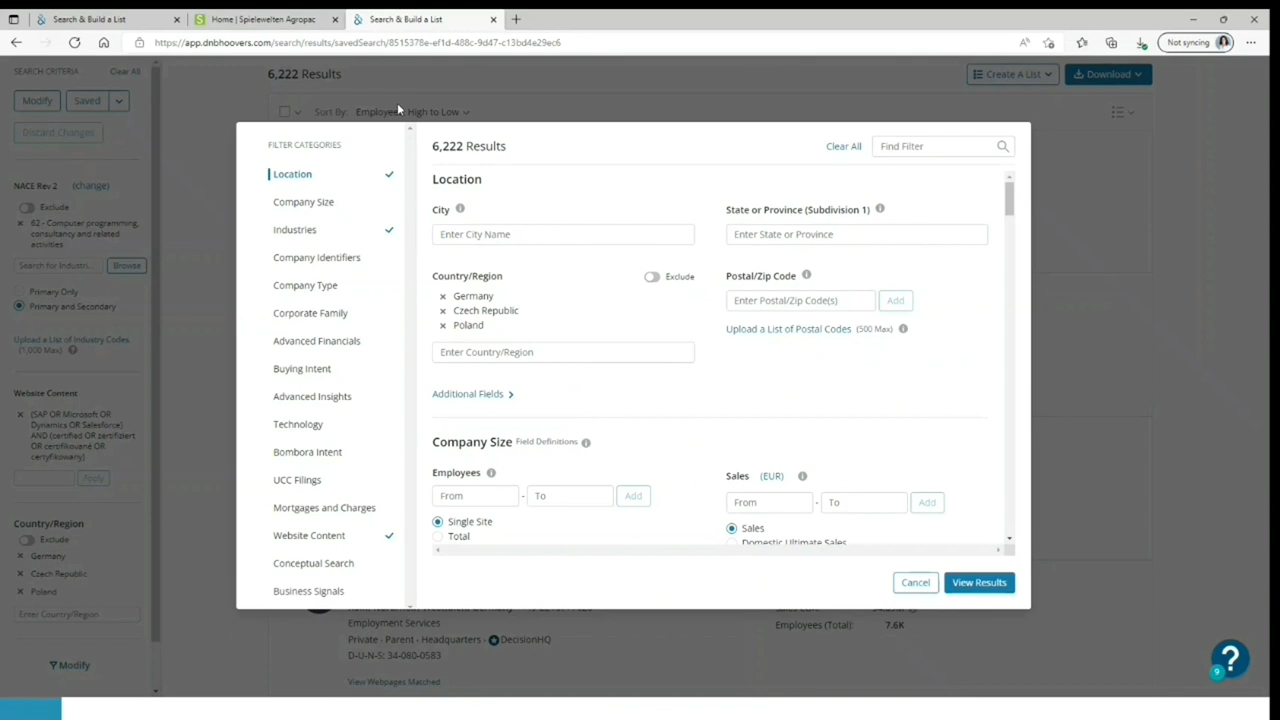 Search & Build a List
Home | Spielewelten Agropac
Search & Build a List
https://app.dnbhoovers.com/search/results/savedSearch/8515378e-ef1d-488c-9d47-c13bd4e29ec6
Not syncing
SEARCH CRITERIA
Clear All
Modify
Saved
Discard Changes
NACE Rev 2
(change)
Exclude
62 - Computer programming,
consultancy and related
activities
Search for Industri...
Browse
Primary Only
Primary and Secondary
Upload a List of Industry Codes
(1,000 Max)
Website Content
(SAP OR Microsoft OR
Dynamics OR Salesforce)
AND (certified OR zertifiziert
OR certifikované OR
certyfikowany)
Apply
Country/Region
Exclude
Germany
Czech Republic
Poland
Enter Country/Region
Modify
6,222 Results
Create A List
Download
Sort By:
Employees: High to Low
FILTER CATEGORIES
Location
Company Size
Industries
Company Identifiers
Company Type
Corporate Family
Advanced Financials
Buying Intent
Advanced Insights
Technology
Bombora Intent
UCC Filings
Mortgages and Charges
Website Content
Conceptual Search
Business Signals
6,222 Results
Clear All
Find Filter
Location
City
Enter City Name
State or Province (Subdivision 1)
Enter State or Province
Country/Region
Exclude
Germany
Czech Republic
Poland
Enter Country/Region
Postal/Zip Code
Enter Postal/Zip Code(s)
Add
Upload a List of Postal Codes (500 Max)
Additional Fields
Company Size Field Definitions
Employees
From - To
Add
Single Site
Total
Sales (EUR)
From - To
Add
Sales
Domestic Ultimate Sales
Cancel
View Results
Employment Services
Private - Parent - Headquarters - DecisionHQ
D-U-N-S: 34-080-0583
View Webpages Matched
Employees (Total): 7.6K
?
9